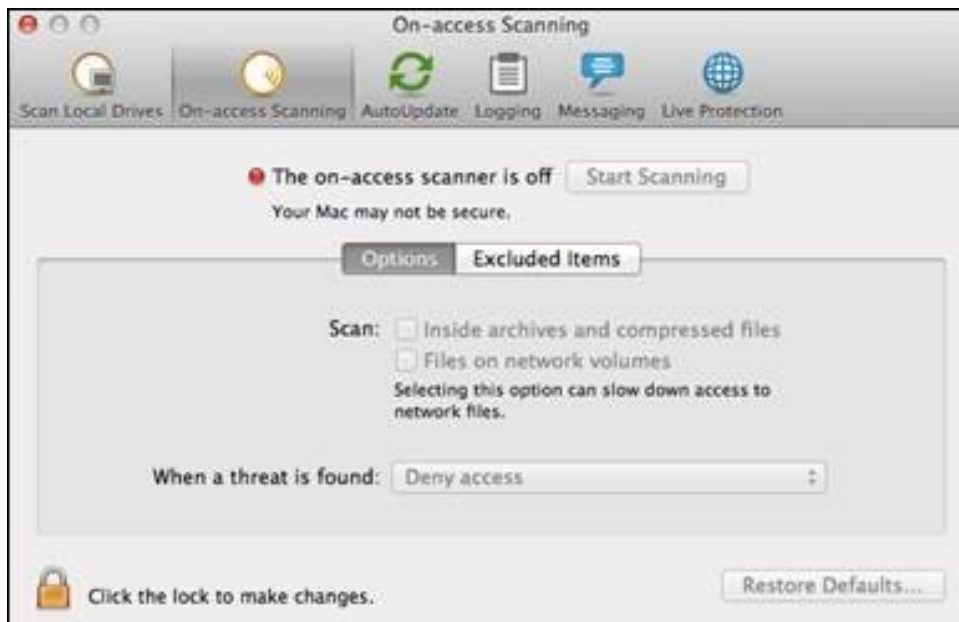 On-access Scanning
Scan Local Drives On-access Scanning AutoUpdate Logging Messaging Live Protection
The on-access scanner is off Start Scanning
Your Mac may not be secure.
Options Excluded Items
Scan: Inside archives and compressed files
Files on network volumes
Selecting this option can slow down access to
network files.
When a threat is found: Deny access
Click the lock to make changes. Restore Defaults...